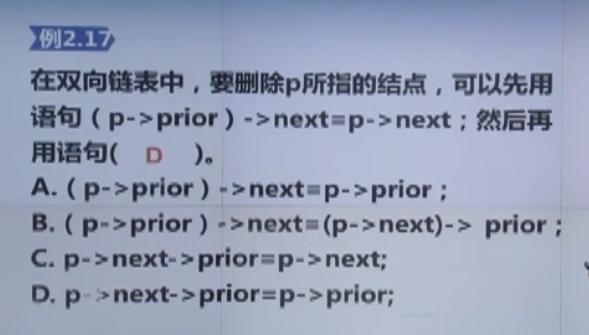 例2.17
在双向链表中，要删除p所指的结点，可以先用
语句（p->prior）->next=p->next；然后再
用语句( D )。
A.（p->prior）->next=p->prior；
B.（p->prior）->next=(p->next)-> prior；
C. p->next->prior=p->next;
D. p->next->prior=p->prior;